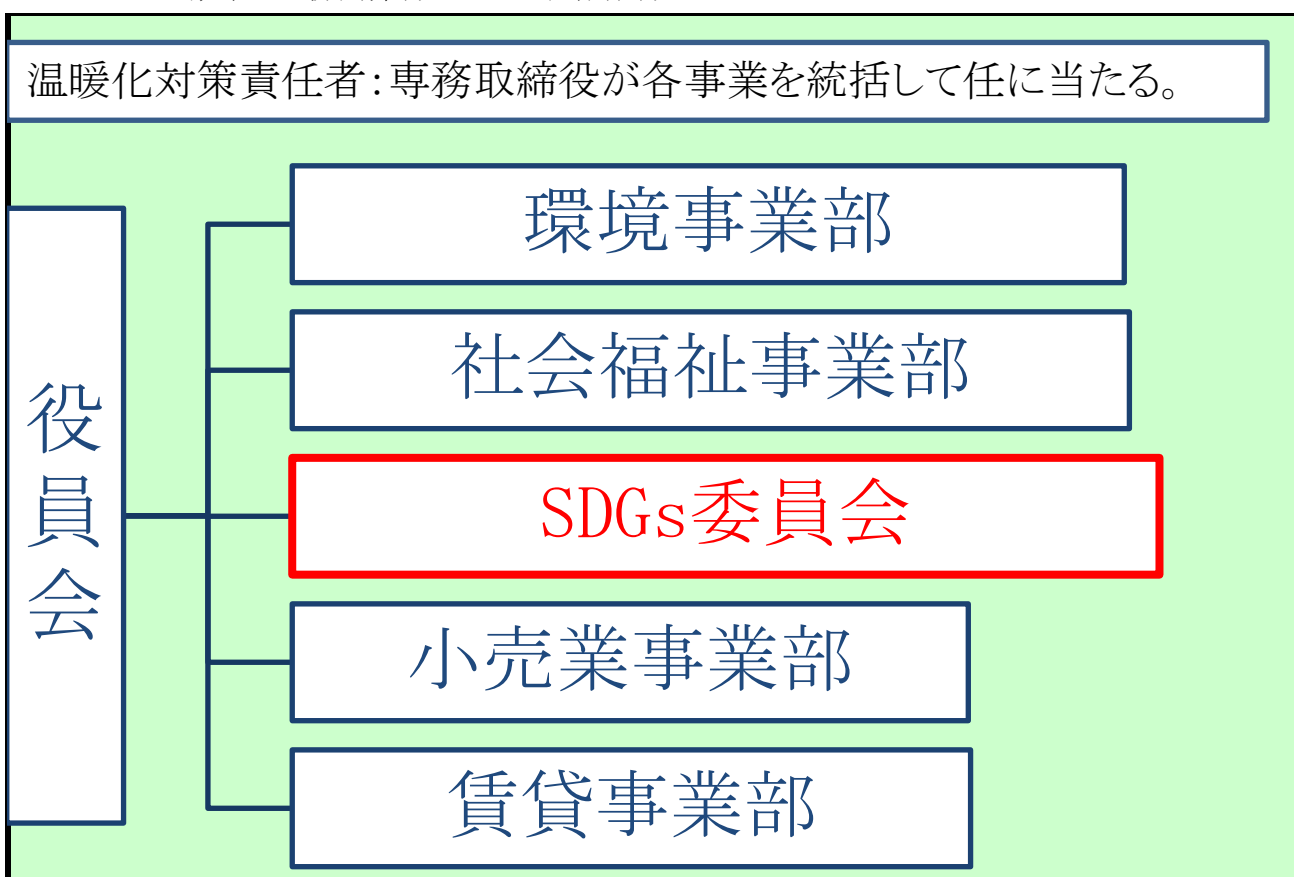 温暖化対策責任者：専務取締役が各事業を統括して任に当たる。
役員会
環境事業部
社会福祉事業部
SDGs委員会
小売業事業部
賃貸事業部